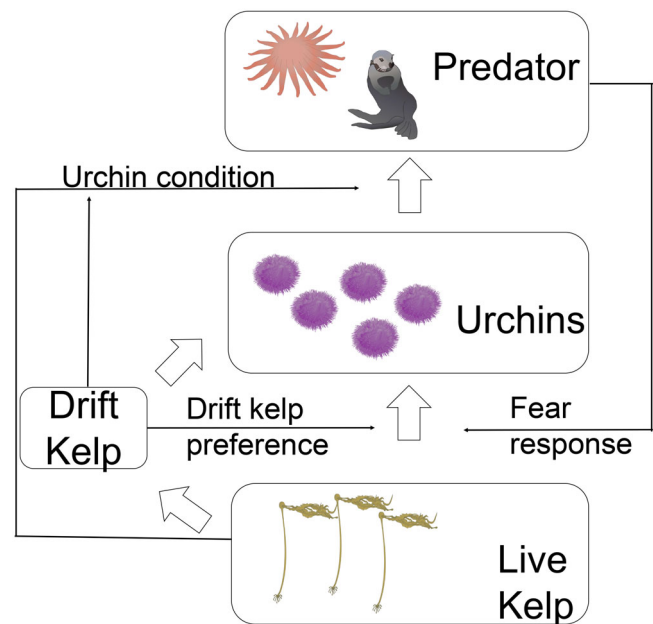 Predator
Urchin condition
Urchins
Drift
Kelp
Drift kelp
preference
Fear
response
Live
Kelp